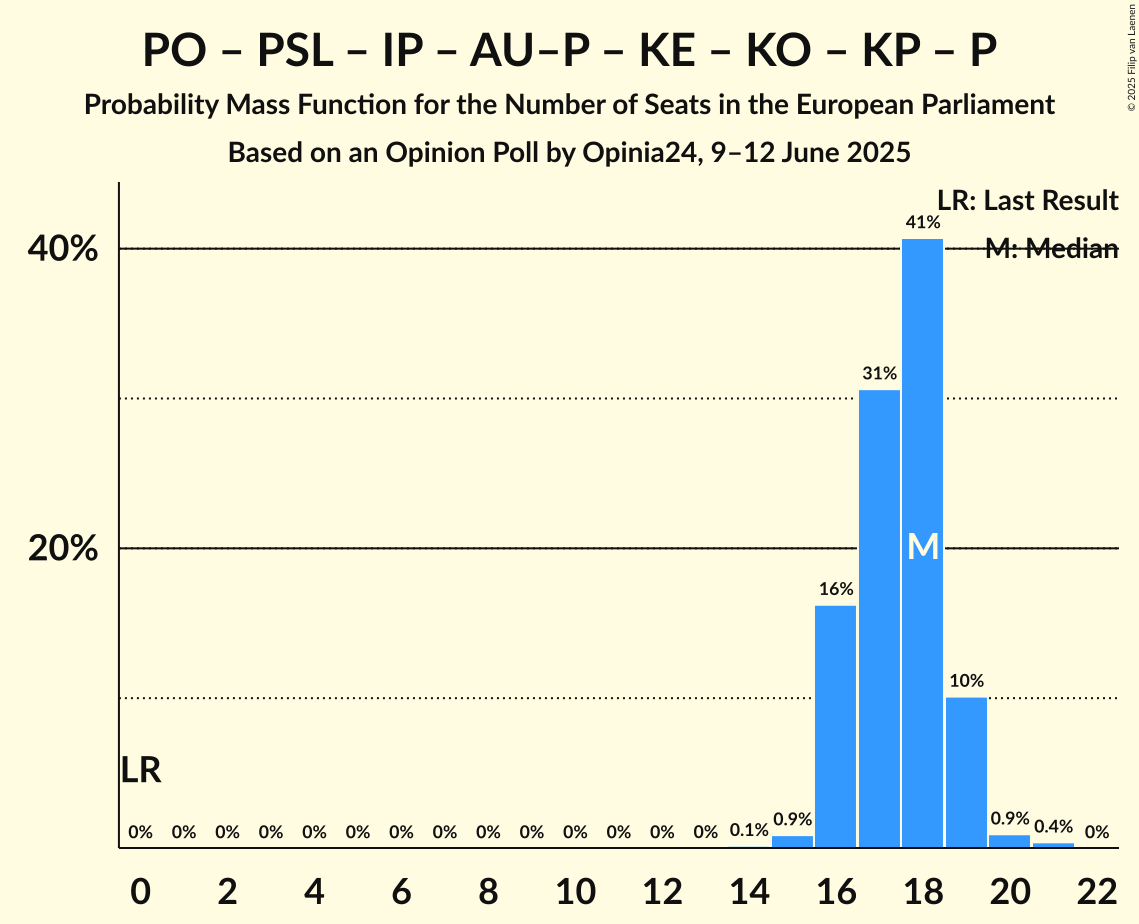 PO – PSL – IP – AU–P – KE – KO – KP – P
Probability Mass Function for the Number of Seats in the European Parliament
Based on an Opinion Poll by Opinia24, 9–12 June 2025
© 2025 Filip van Laenen
LR: Last Result
M: Median
40%
20%
41%
31%
M
16%
10%
LR
0% 0% 0% 0% 0% 0% 0% 0% 0% 0% 0% 0% 0% 0% 0.1% 0.9% 0.9% 0.4% 0%
0 2 4 6 8 10 12 14 16 18 20 22